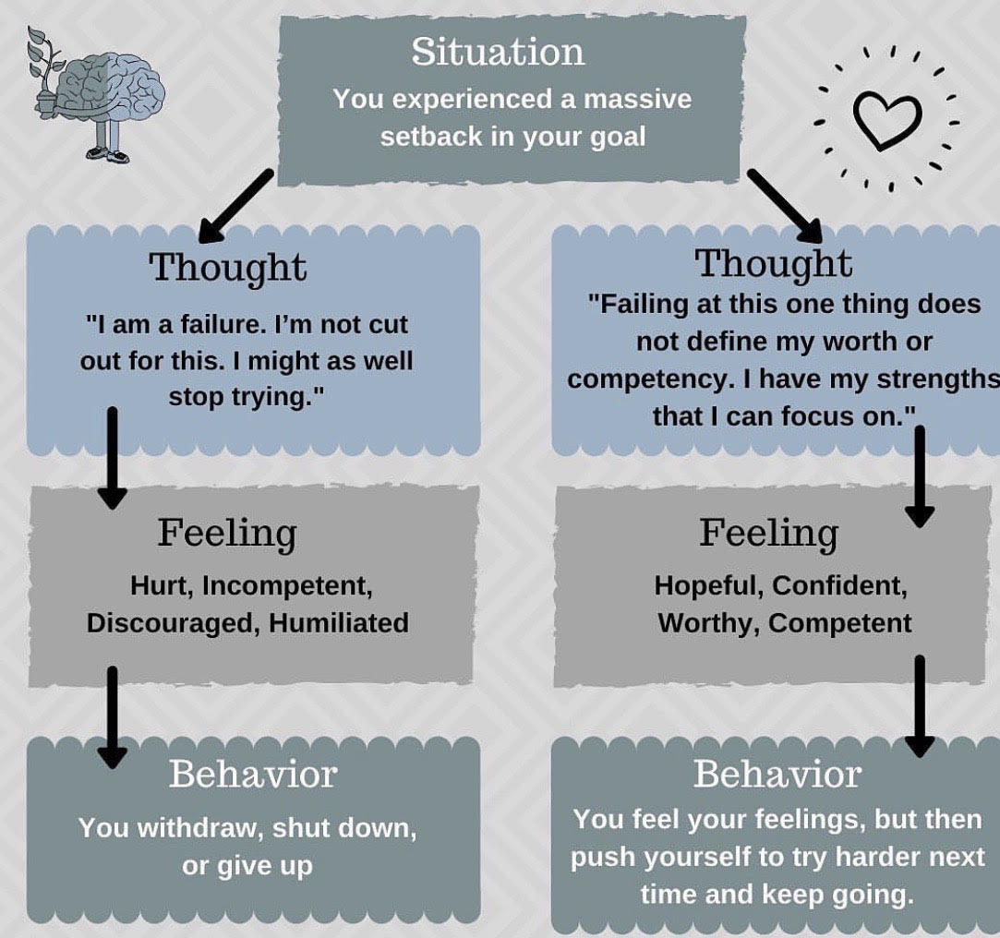 Situation
You experienced a massive
setback in your goal
Thought
"I am a failure. I’m not cut
out for this. I might as well
stop trying."
Feeling
Hurt, Incompetent,
Discouraged, Humiliated
Behavior
You withdraw, shut down,
or give up
Thought
"Failing at this one thing does
not define my worth or
competency. I have my strengths
that I can focus on."
Feeling
Hopeful, Confident,
Worthy, Competent
Behavior
You feel your feelings, but then
push yourself to try harder next
time and keep going.